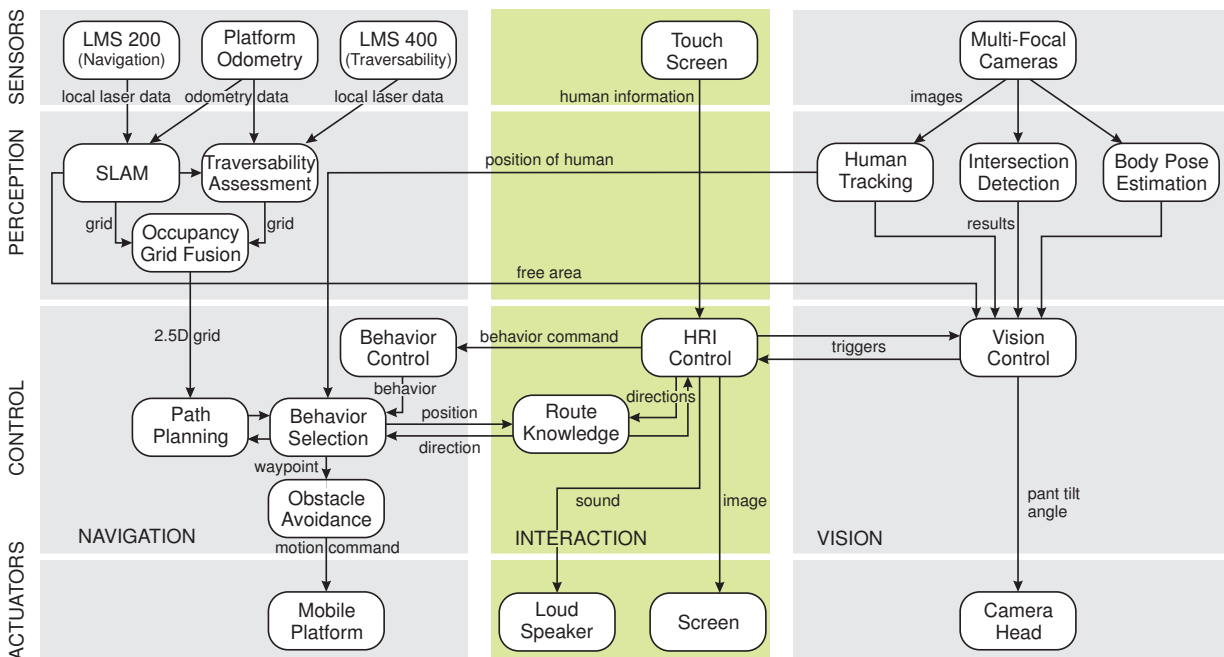 SENSORS
LMS 200
(Navigation)
Platform
Odometry
LMS 400
(Traversability)
Touch
Screen
Multi-Focal
Cameras
local laser data
odometry data
local laser data
human information
images
PERCEPTION
SLAM
Traversability
Assessment
position of human
Human
Tracking
Intersection
Detection
Body Pose
Estimation
grid
grid
Occupancy
Grid Fusion
results
free area
CONTROL
2.5D grid
Behavior
Control
behavior command
HRI
Control
triggers
Vision
Control
behavior
directions
Path
Planning
Behavior
Selection
position
direction
Route
Knowledge
waypoint
Obstacle
Avoidance
sound
image
pant tilt
angle
NAVIGATION
INTERACTION
VISION
motion command
ACTUATORS
Mobile
Platform
Loud
Speaker
Screen
Camera
Head